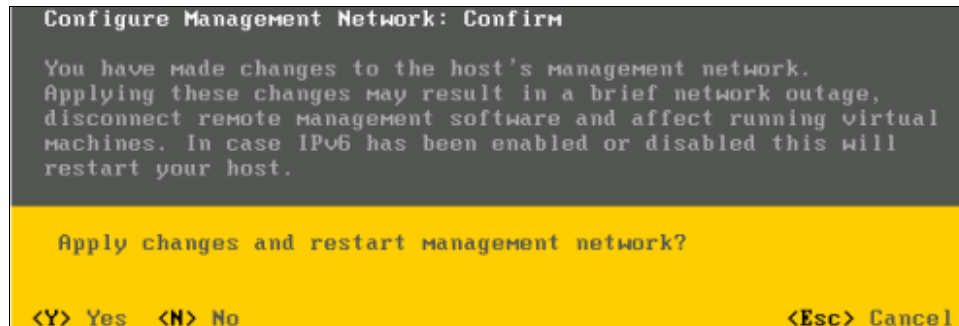 Configure Management Network: Confirm
You have made changes to the host's management network.
Applying these changes may result in a brief network outage,
disconnect remote management software and affect running virtual
machines. In case IPv6 has been enabled or disabled this will
restart your host.
Apply changes and restart management network?
<Y> Yes <N> No <Esc> Cancel